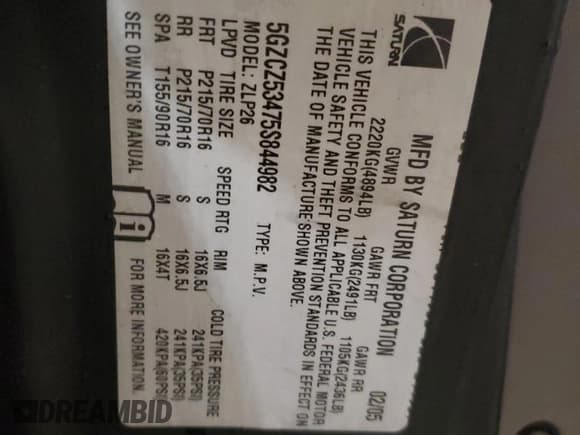 SATURN
MFD BY SATURN CORPORATION 02/05
GVWR GAWR FRT GAWR RR
2220KG(4894LB) 1130KG(2491LB) 1105KG(2436LB)
THIS VEHICLE CONFORMS TO ALL APPLICABLE U.S. FEDERAL MOTOR
VEHICLE SAFETY AND THEFT PREVENTION STANDARDS IN EFFECT ON
THE DATE OF MANUFACTURE SHOWN ABOVE.
5GZCZ53475S844982 TYPE: M.P.V.
MODEL: ZLP26
LPVD TIRE SIZE SPEED RTG RIM COLD TIRE PRESSURE
FRT P215/70R16 S 16X6.5J 241KPA(35PSI)
RR P215/70R16 S 16X6.5J 241KPA(35PSI)
SPA T155/90R16 M 16X4T 420KPA(60PSI)
SEE OWNER'S MANUAL FOR MORE INFORMATION.
DREAMBID